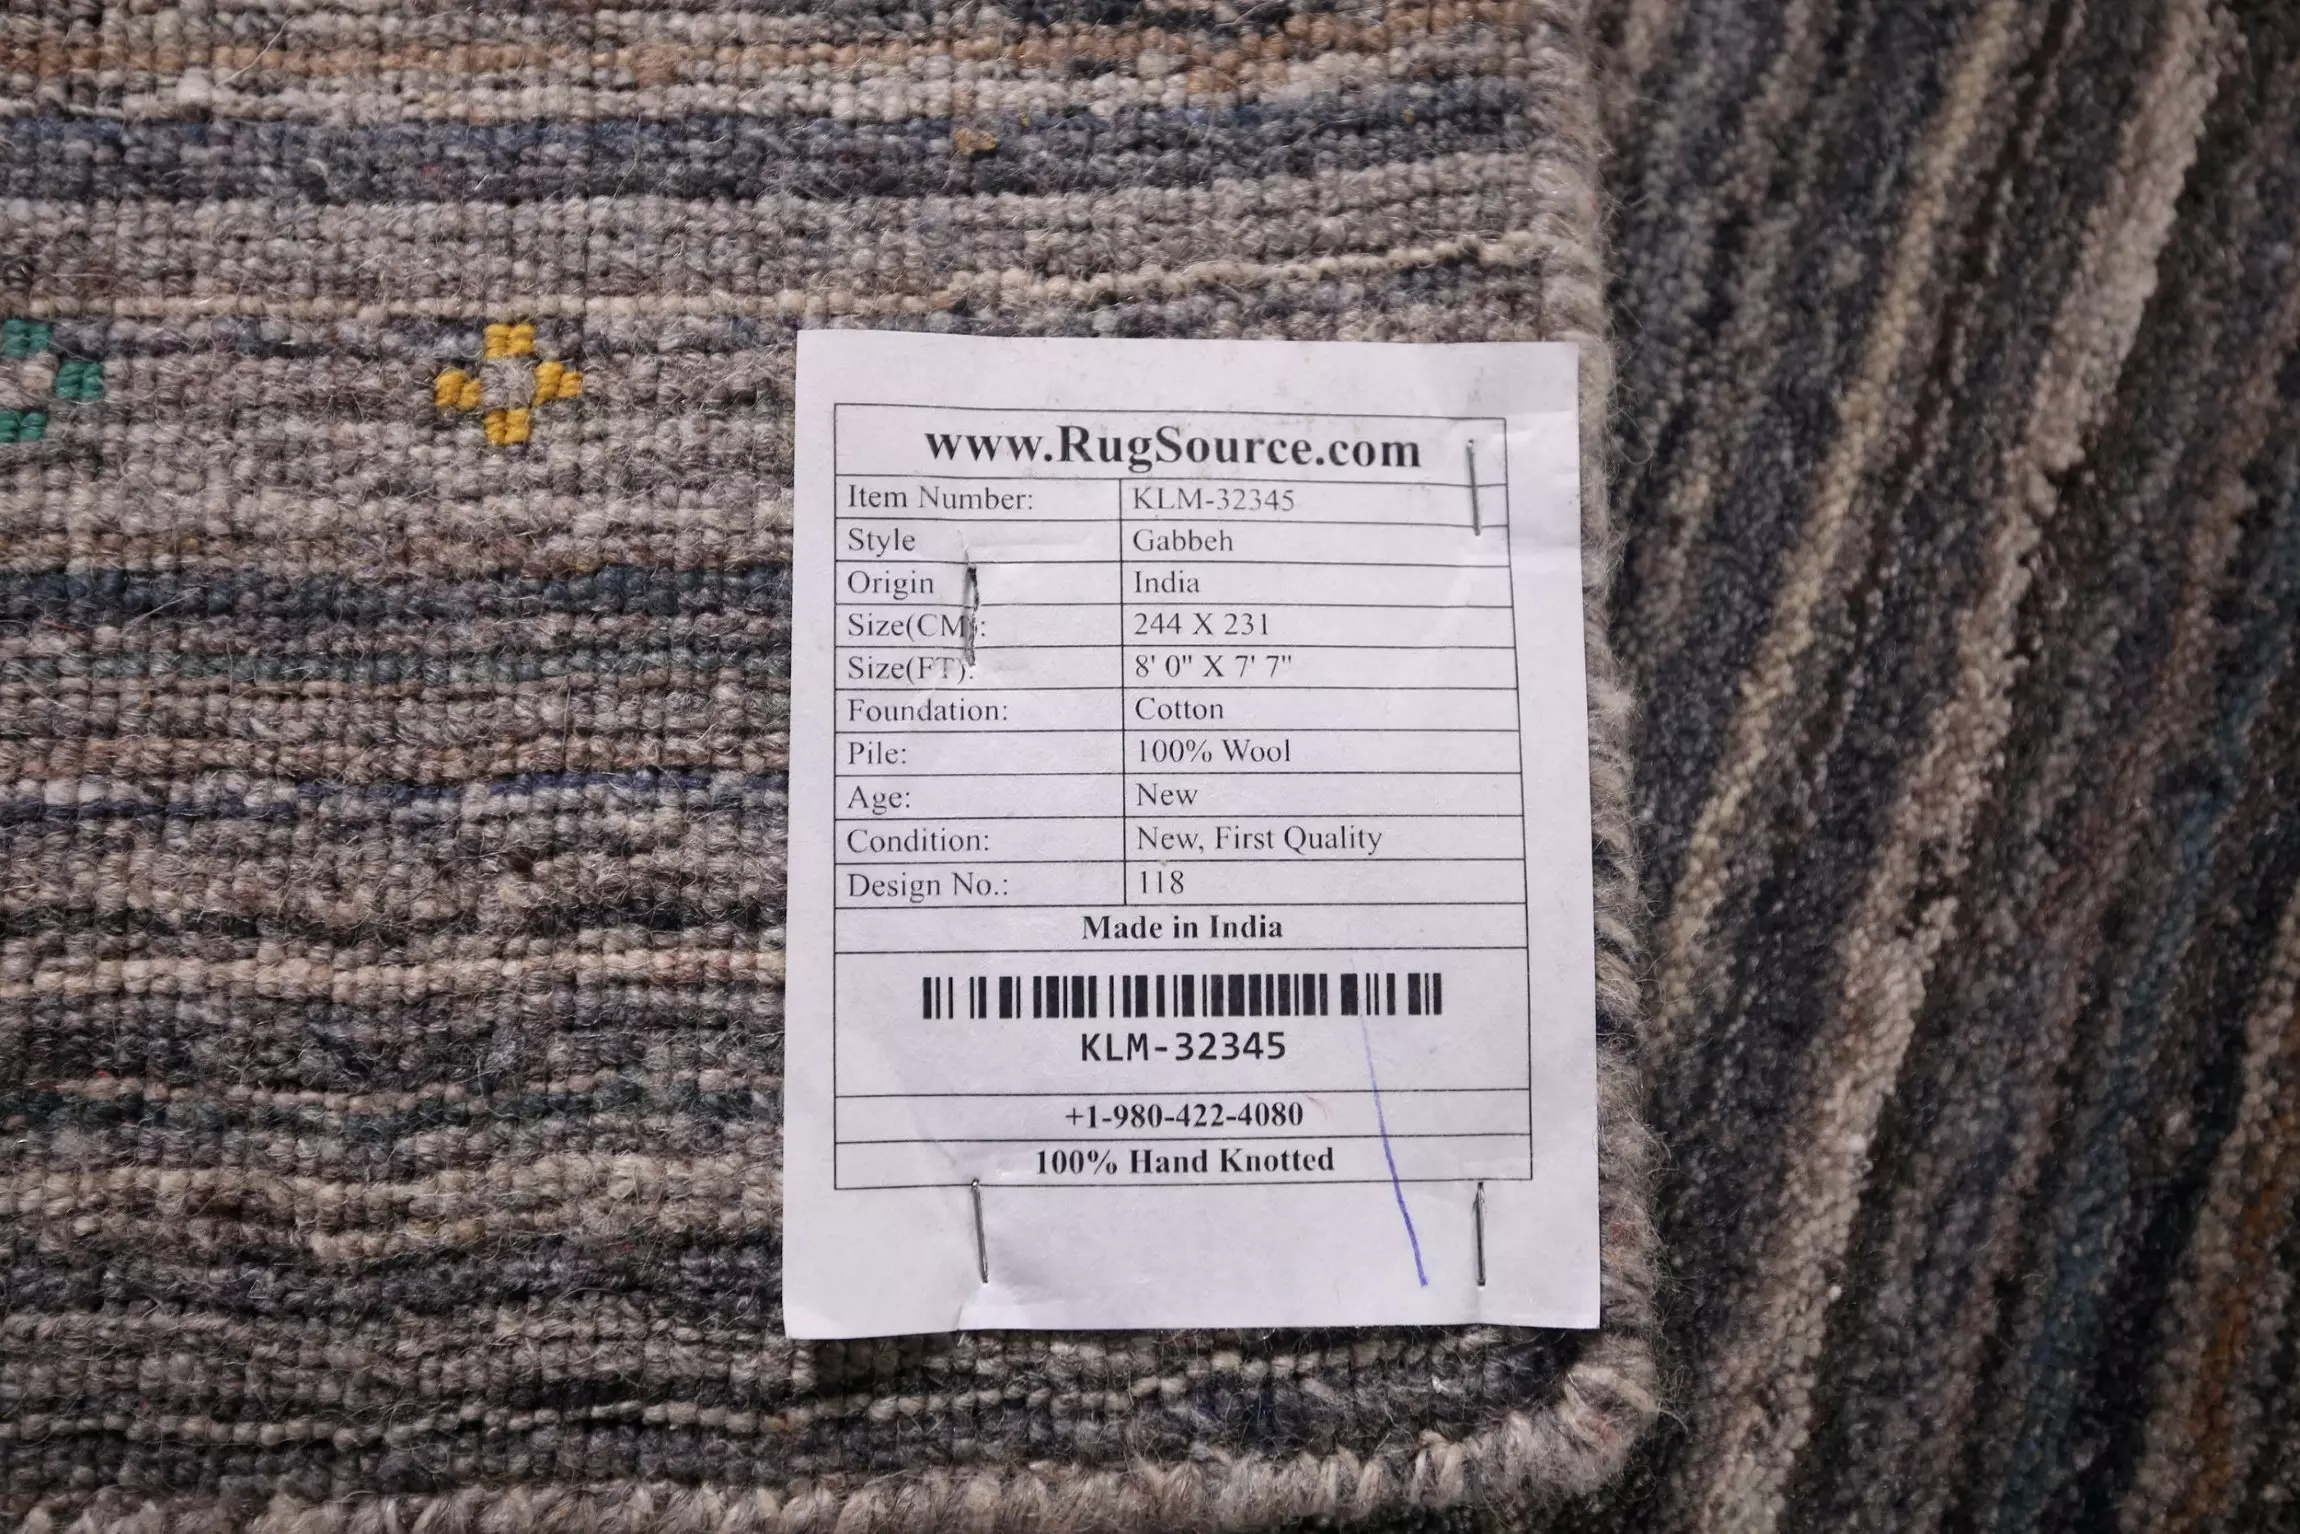 www.RugSource.com
Item Number: KLM-32345
Style Gabbeh
Origin India
Size(CM): 244 X 231
Size(FT): 8' 0" X 7' 7"
Foundation: Cotton
Pile: 100% Wool
Age: New
Condition: New, First Quality
Design No.: 118
Made in India
KLM-32345
+1-980-422-4080
100% Hand Knotted